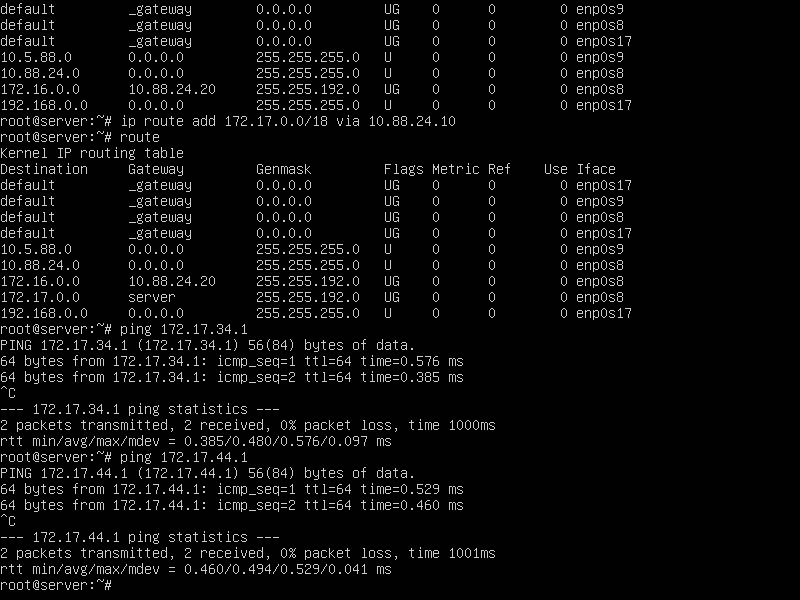 default         _gateway        0.0.0.0         UG    0      0        0 enp0s9
default         _gateway        0.0.0.0         UG    0      0        0 enp0s8
default         _gateway        0.0.0.0         UG    0      0        0 enp0s17
10.5.88.0       0.0.0.0         255.255.255.0   U     0      0        0 enp0s9
10.88.24.0      0.0.0.0         255.255.255.0   U     0      0        0 enp0s8
172.16.0.0      10.88.24.20     255.255.192.0   UG    0      0        0 enp0s8
192.168.0.0     0.0.0.0         255.255.255.0   U     0      0        0 enp0s17
root@server:~# ip route add 172.17.0.0/18 via 10.88.24.10
root@server:~# route
Kernel IP routing table
Destination     Gateway         Genmask         Flags Metric Ref    Use Iface
default         _gateway        0.0.0.0         UG    0      0        0 enp0s17
default         _gateway        0.0.0.0         UG    0      0        0 enp0s9
default         _gateway        0.0.0.0         UG    0      0        0 enp0s8
default         _gateway        0.0.0.0         UG    0      0        0 enp0s17
10.5.88.0       0.0.0.0         255.255.255.0   U     0      0        0 enp0s9
10.88.24.0      0.0.0.0         255.255.255.0   U     0      0        0 enp0s8
172.16.0.0      10.88.24.20     255.255.192.0   UG    0      0        0 enp0s8
172.17.0.0      server          255.255.192.0   UG    0      0        0 enp0s8
192.168.0.0     0.0.0.0         255.255.255.0   U     0      0        0 enp0s17
root@server:~# ping 172.17.34.1
PING 172.17.34.1 (172.17.34.1) 56(84) bytes of data.
64 bytes from 172.17.34.1: icmp_seq=1 ttl=64 time=0.576 ms
64 bytes from 172.17.34.1: icmp_seq=2 ttl=64 time=0.385 ms
^C
--- 172.17.34.1 ping statistics ---
2 packets transmitted, 2 received, 0% packet loss, time 1000ms
rtt min/avg/max/mdev = 0.385/0.480/0.576/0.097 ms
root@server:~# ping 172.17.44.1
PING 172.17.44.1 (172.17.44.1) 56(84) bytes of data.
64 bytes from 172.17.44.1: icmp_seq=1 ttl=64 time=0.529 ms
64 bytes from 172.17.44.1: icmp_seq=2 ttl=64 time=0.460 ms
^C
--- 172.17.44.1 ping statistics ---
2 packets transmitted, 2 received, 0% packet loss, time 1001ms
rtt min/avg/max/mdev = 0.460/0.494/0.529/0.041 ms
root@server:~#